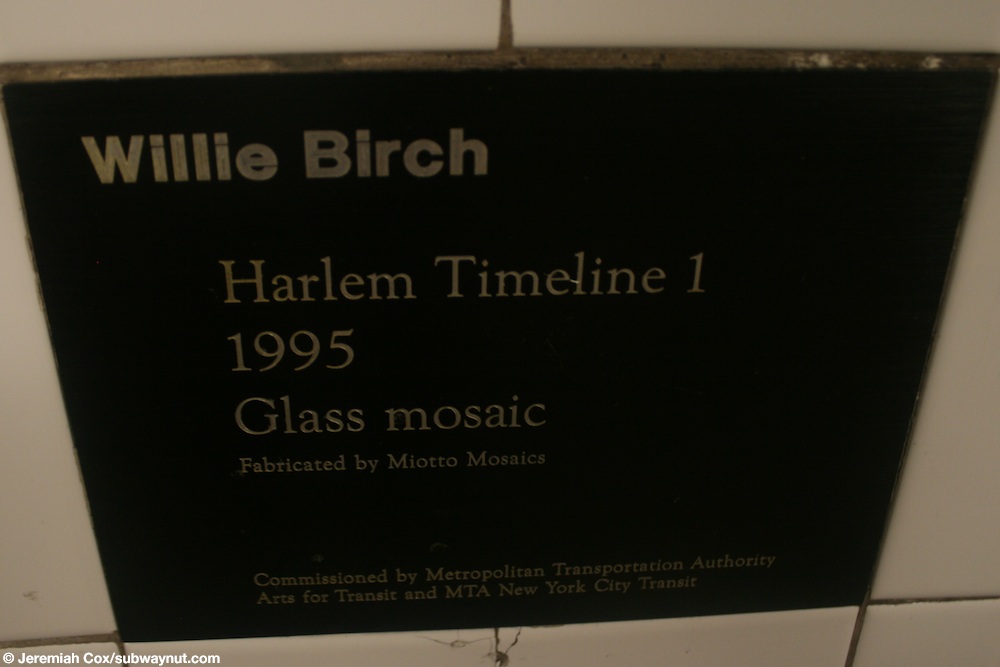 Willie Birch
Harlem Timeline 1
1995
Glass mosaic
Fabricated by Miotto Mosaics
Commissioned by Metropolitan Transportation Authority
Arts for Transit and MTA New York City Transit
© Jeremiah Cox/subwaynut.com